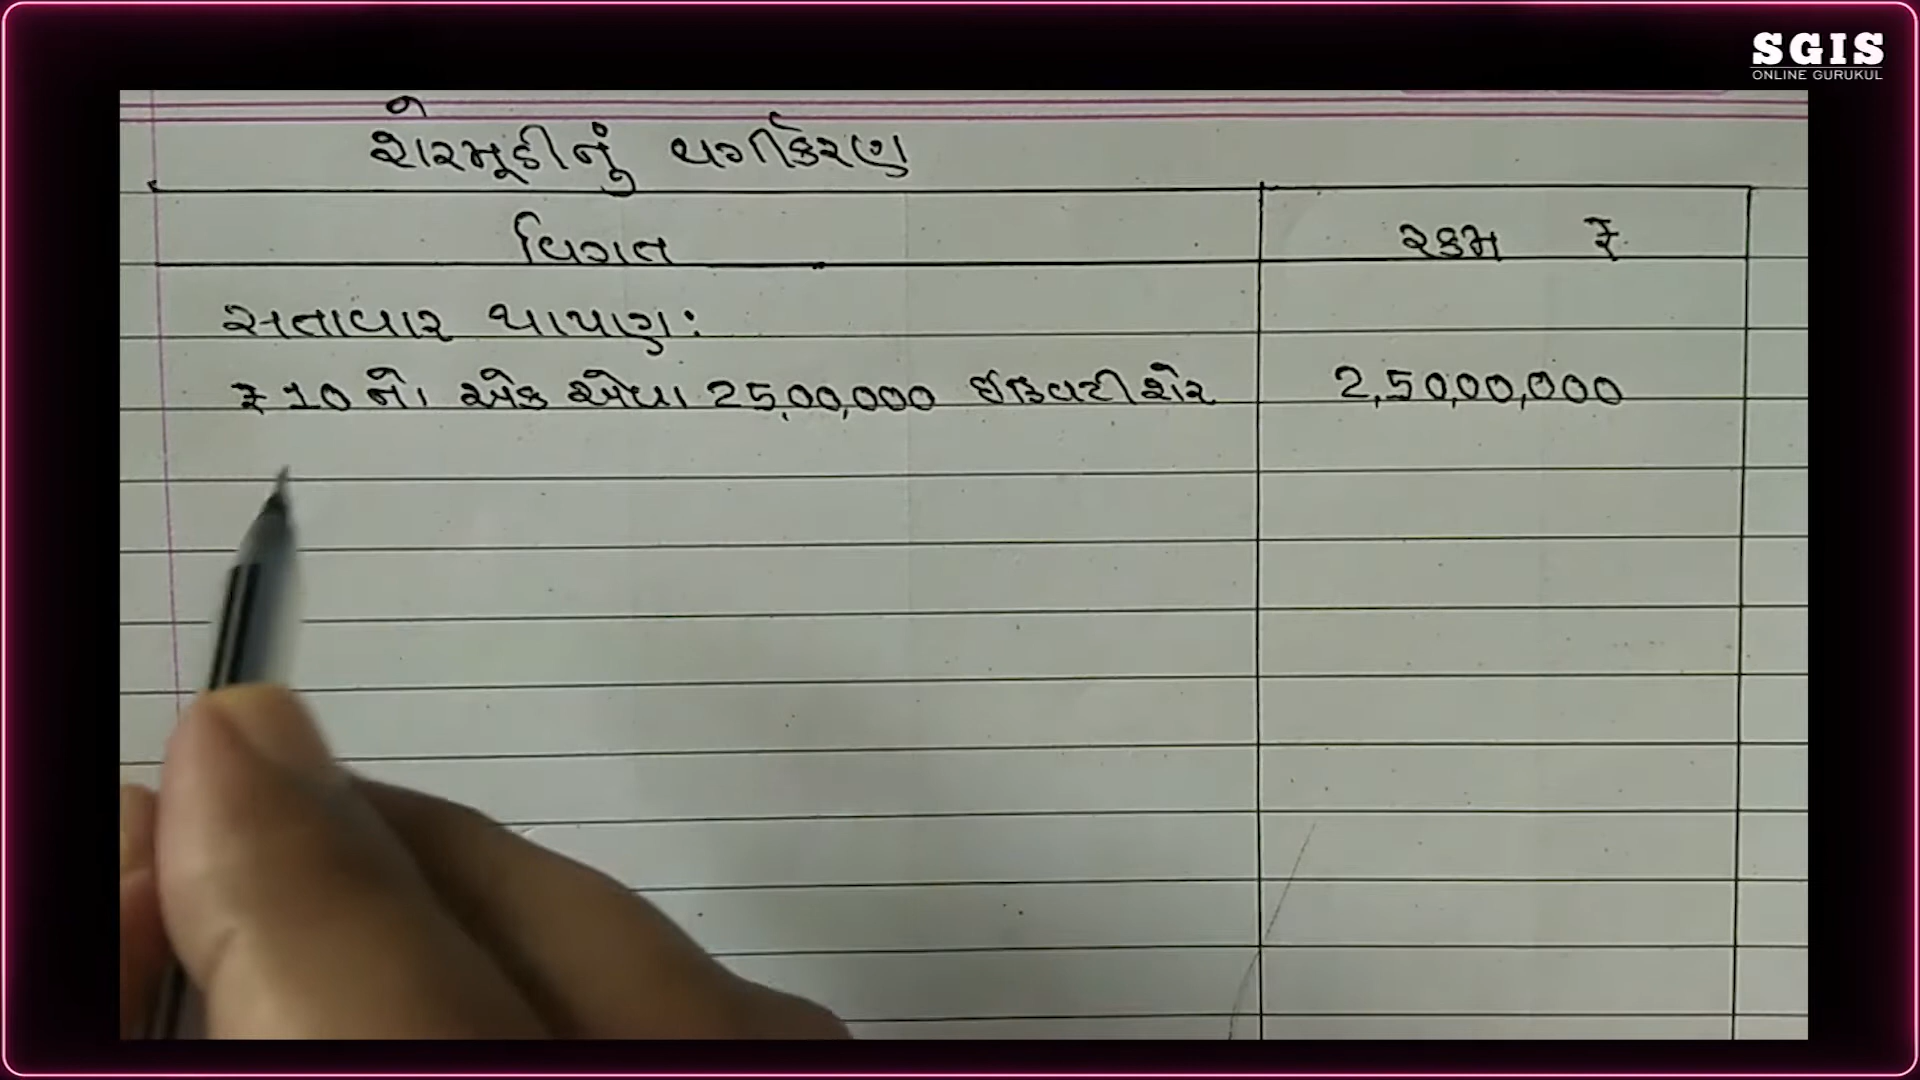 SGIS
ONLINE GURUKUL
શેરમૂડીનું વર્ગીકરણ
વિગત રકમ ₹
સત્તાવાર થાપણ:
₹ 10 નો એક એવા 25,00,000 ઈક્વિટી શેર 2,50,00,000